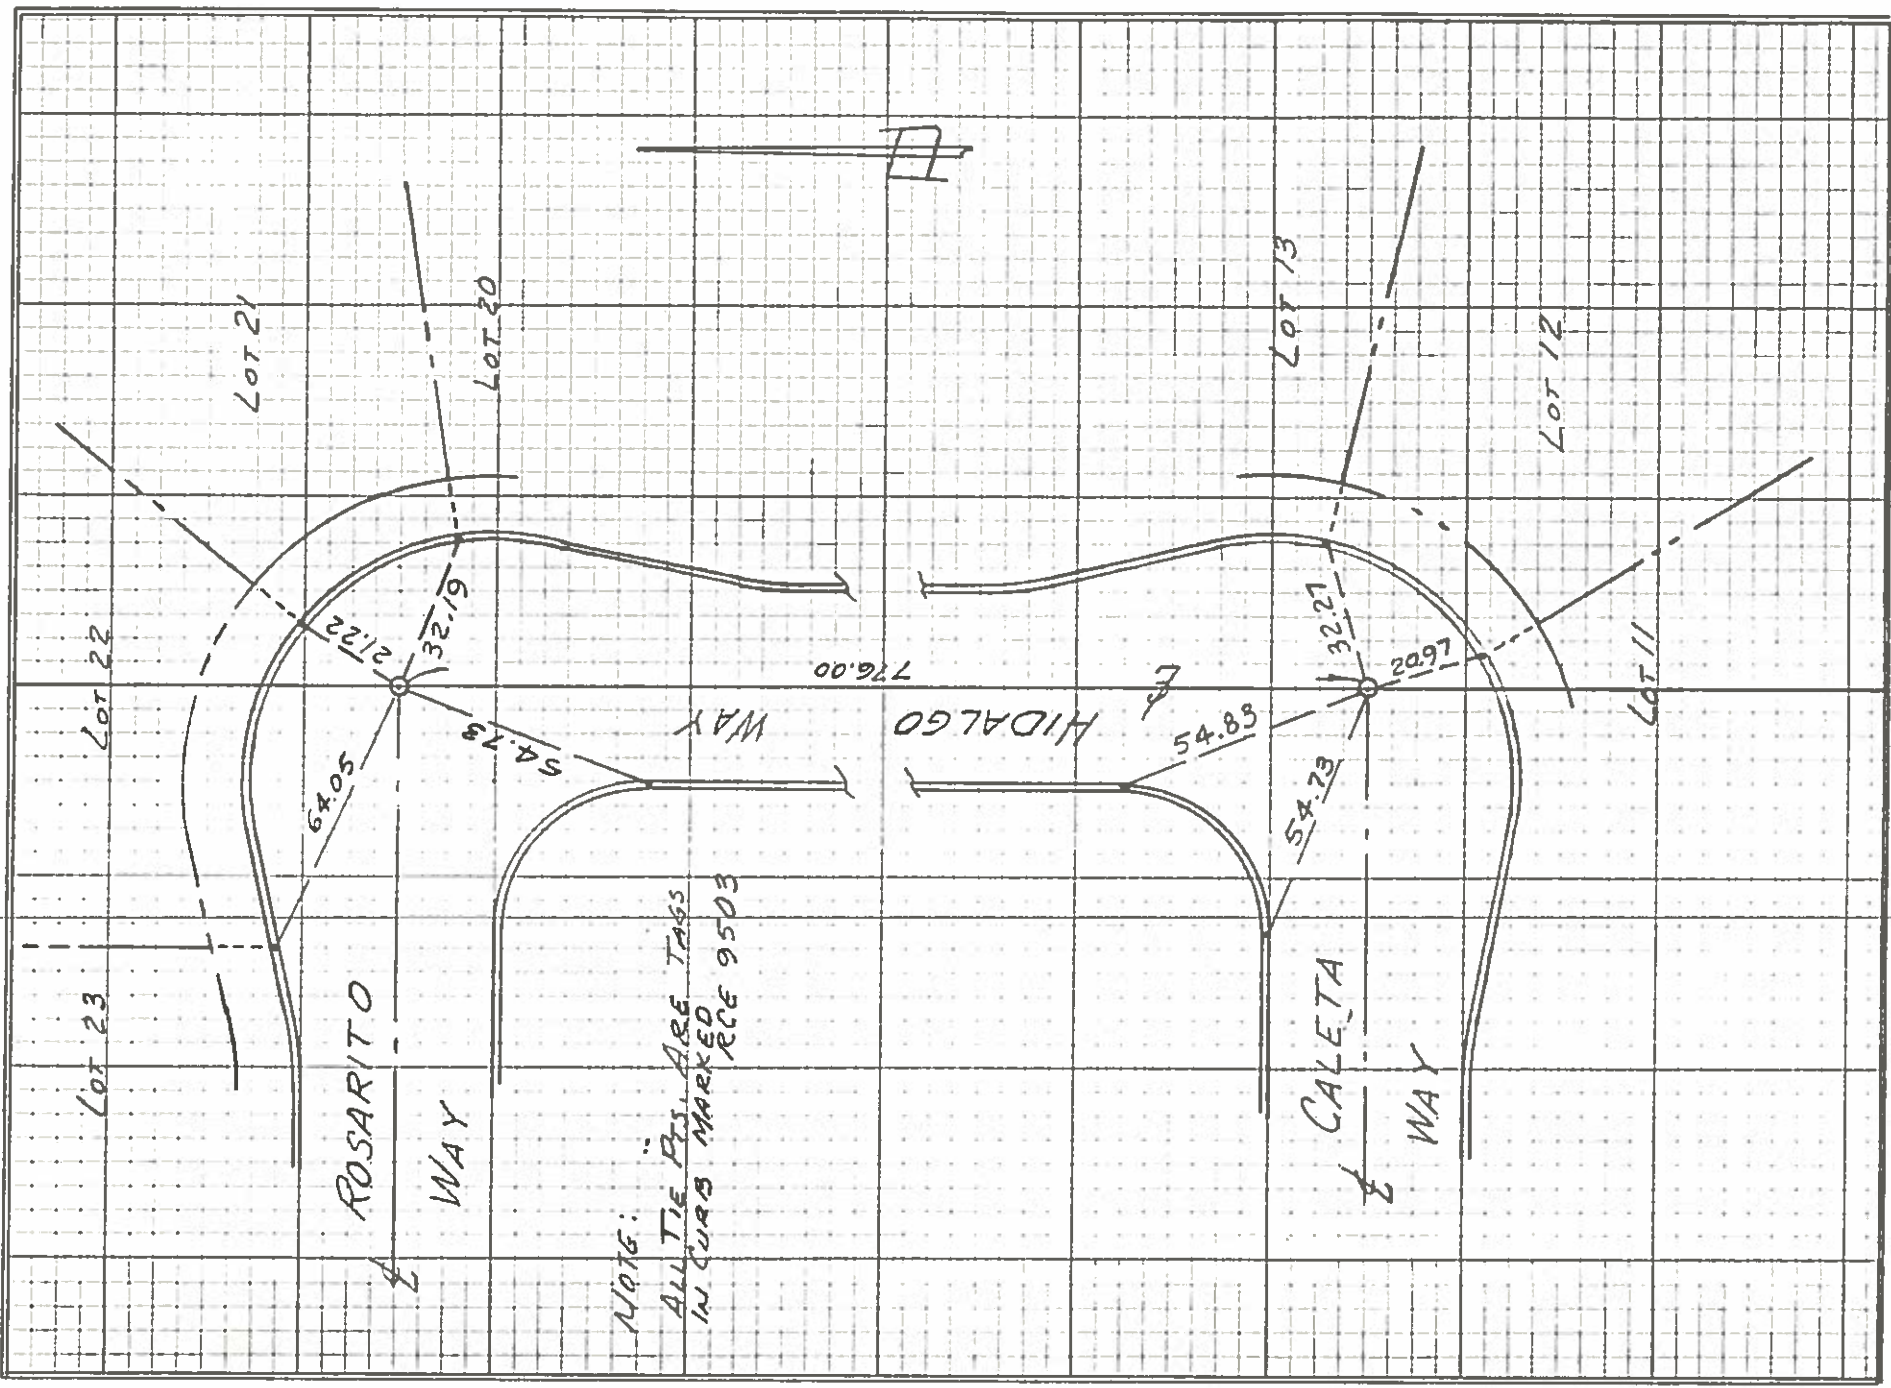 LOT 21
LOT 20
LOT 13
LOT 12
LOT 22
LOT 11
LOT 23
21.22
32.19
64.05
54.73
776.00
HIDALGO WAY
℄
32.27
20.97
54.83
54.73
ROSARITO
WAY
℄
NOTE:
ALL TIE PTS. ARE TAGS
IN CURB MARKED
RCE 9503
CALETA
WAY
℄